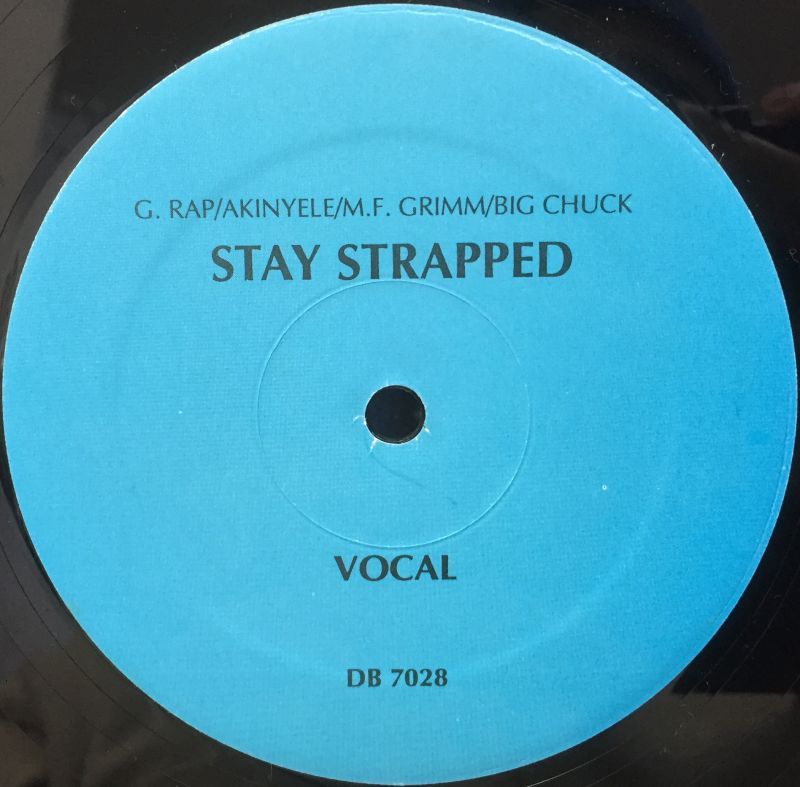 G. RAP/AKINYELE/M.F. GRIMM/BIG CHUCK
STAY STRAPPED
VOCAL
DB 7028